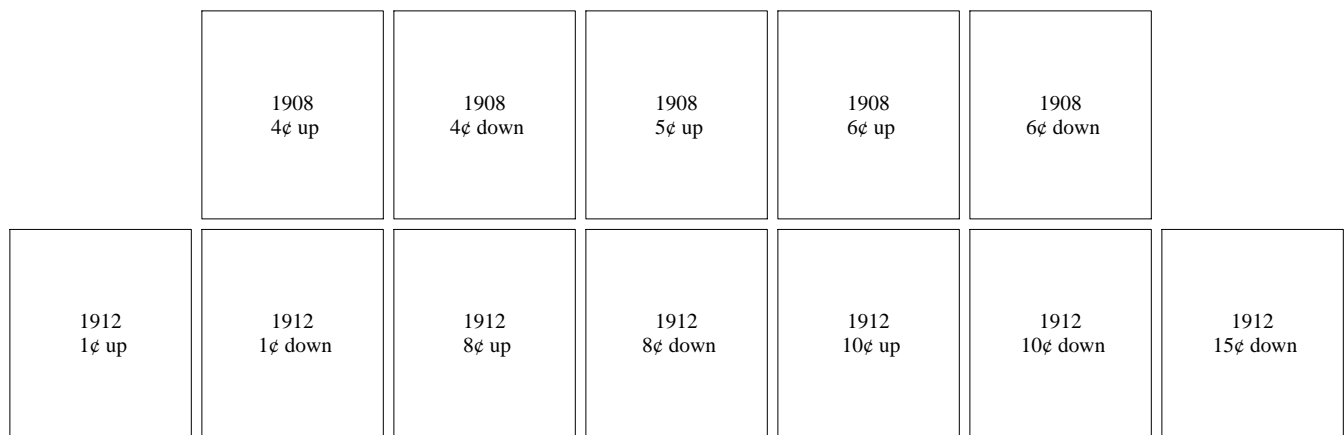 1908
4¢ up
1908
4¢ down
1908
5¢ up
1908
6¢ up
1908
6¢ down
1912
1¢ up
1912
1¢ down
1912
8¢ up
1912
8¢ down
1912
10¢ up
1912
10¢ down
1912
15¢ down